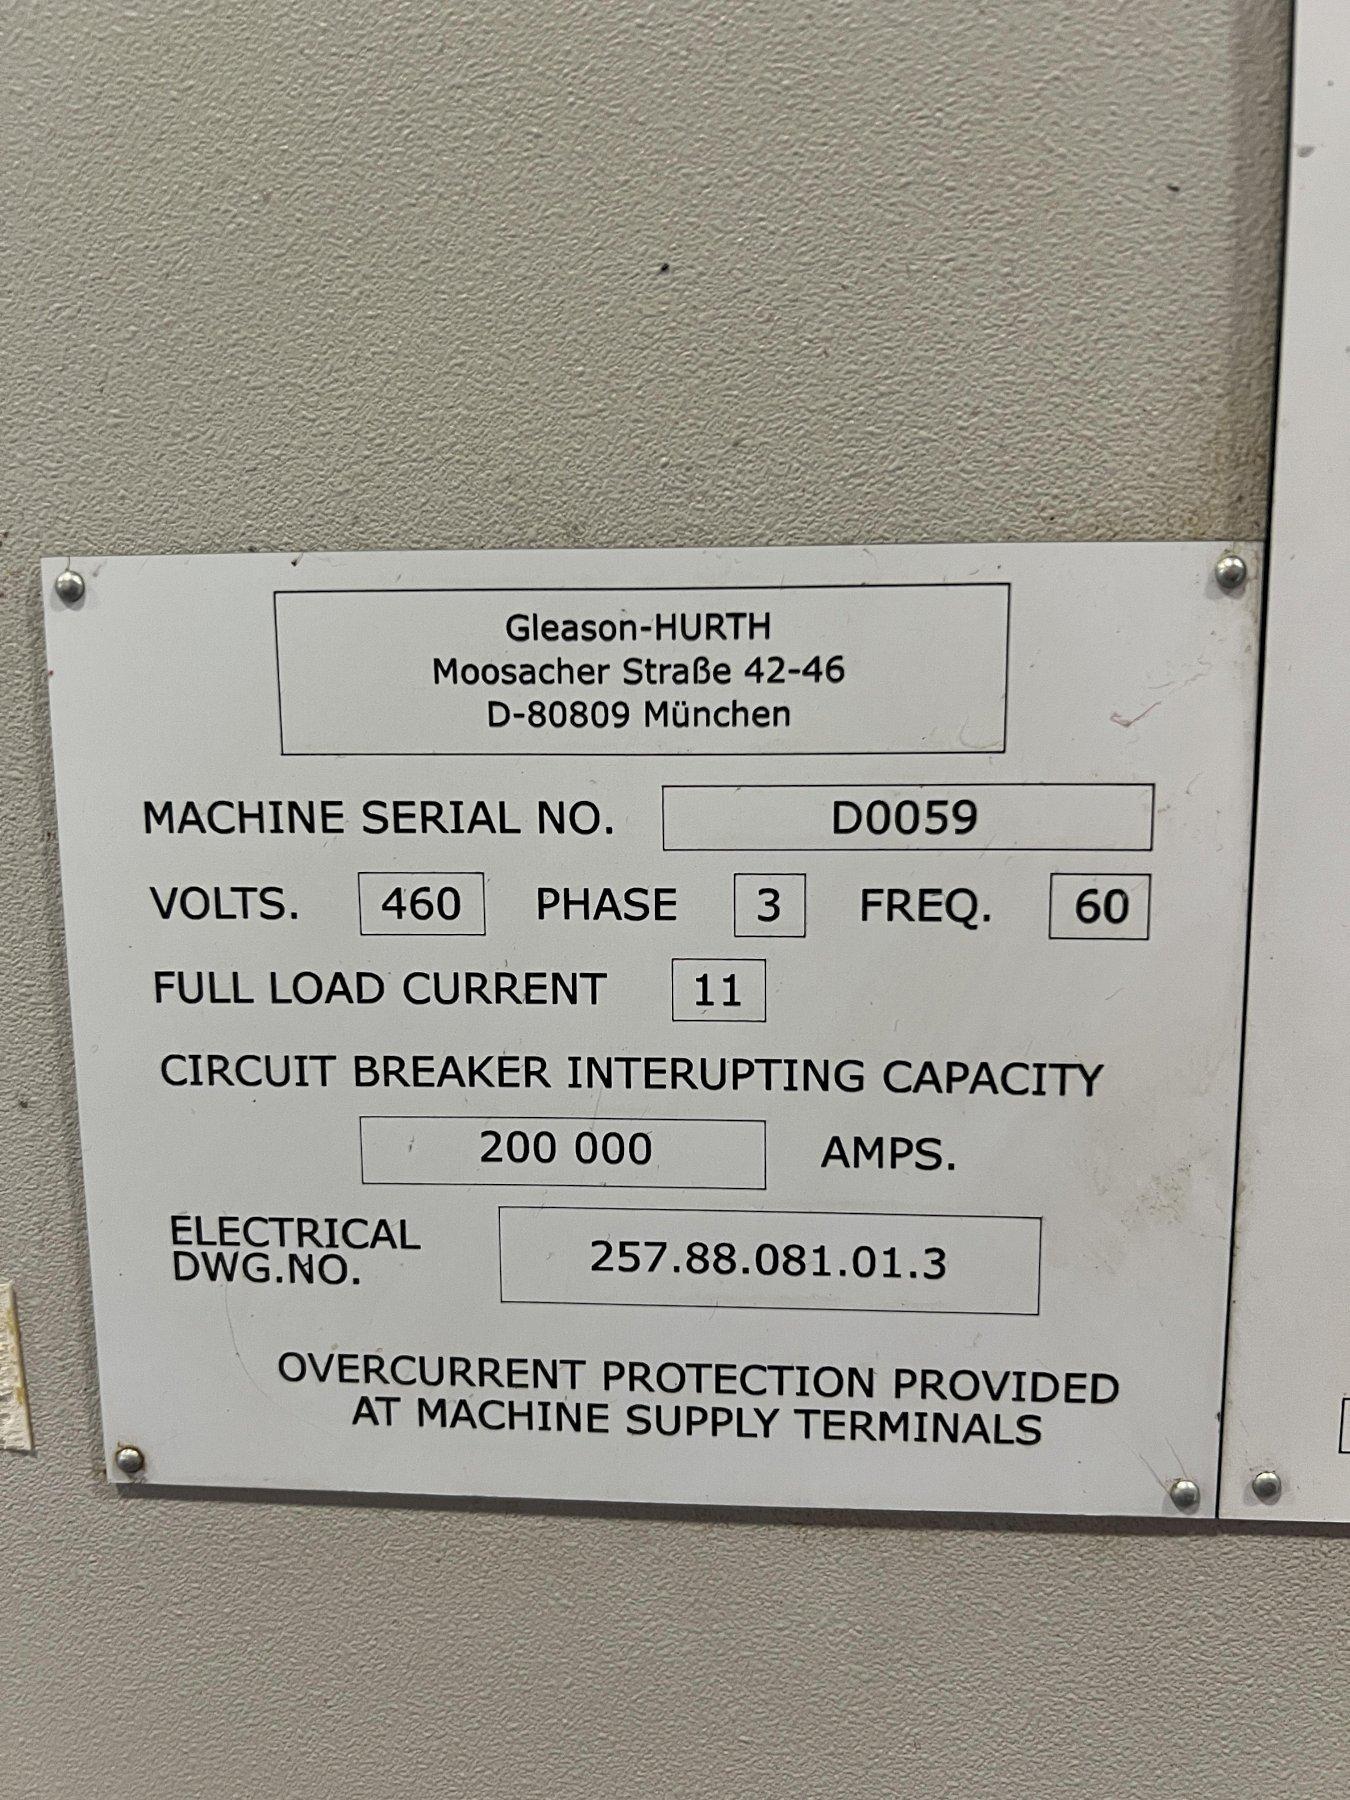 Gleason-HURTH
Moosacher Straße 42-46
D-80809 München
MACHINE SERIAL NO. D0059
VOLTS. 460 PHASE 3 FREQ. 60
FULL LOAD CURRENT 11
CIRCUIT BREAKER INTERUPTING CAPACITY
200 000 AMPS.
ELECTRICAL
DWG.NO. 257.88.081.01.3
OVERCURRENT PROTECTION PROVIDED
AT MACHINE SUPPLY TERMINALS